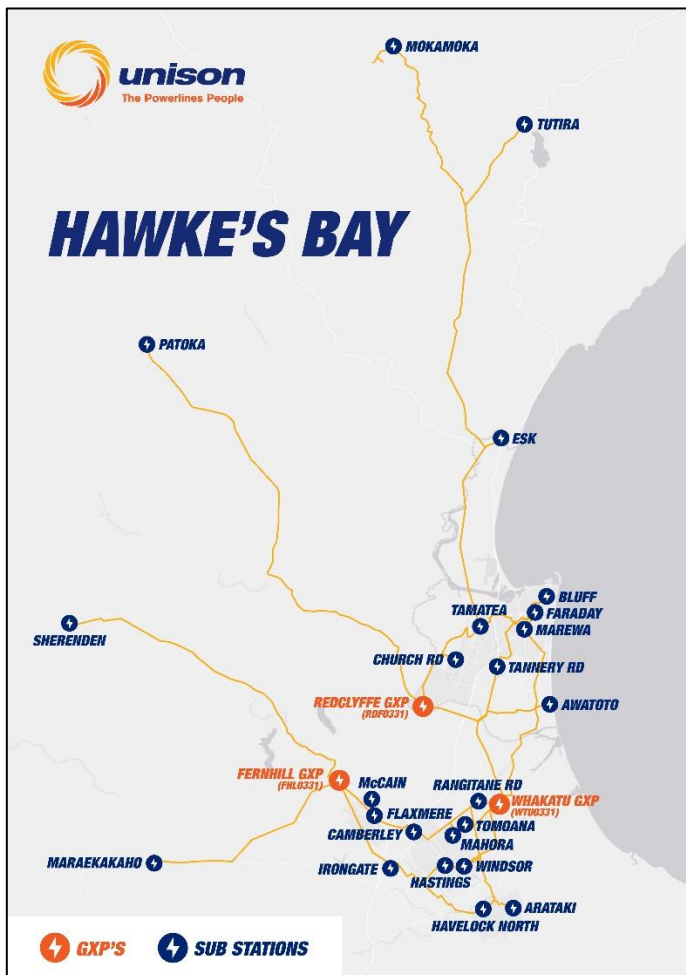 unison
The Powerlines People
HAWKE'S BAY
MOKAMOKA
TUTIRA
PATOKA
ESK
BLUFF
FARADAY
TAMATEA
MAREWA
SHERENDEN
CHURCH RD
TANNERY RD
REDCLYFFE GXP
(RDF0331)
AWATOTO
FERNHILL GXP
(FHL0331)
McCAIN
RANGITANE RD
WHAKATU GXP
(WTU0331)
FLAXMERE
TOMOANA
CAMBERLEY
MAHORA
MARAEKAKAHO
IRONGATE
WINDSOR
HASTINGS
ARATAKI
HAVELOCK NORTH
GXP'S
SUB STATIONS